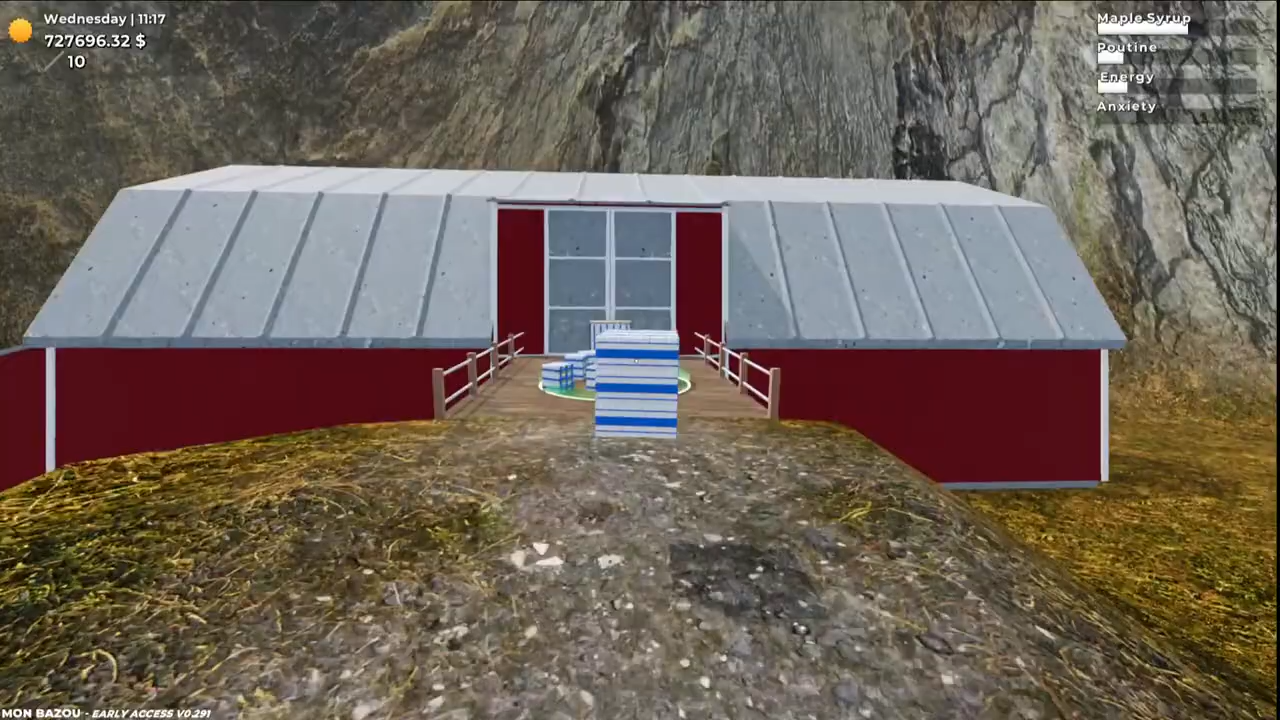 Wednesday | 11:17
727696.32 $
10
Maple Syrup
Poutine
Energy
Anxiety
MON BAZOU - EARLY ACCESS V0.291